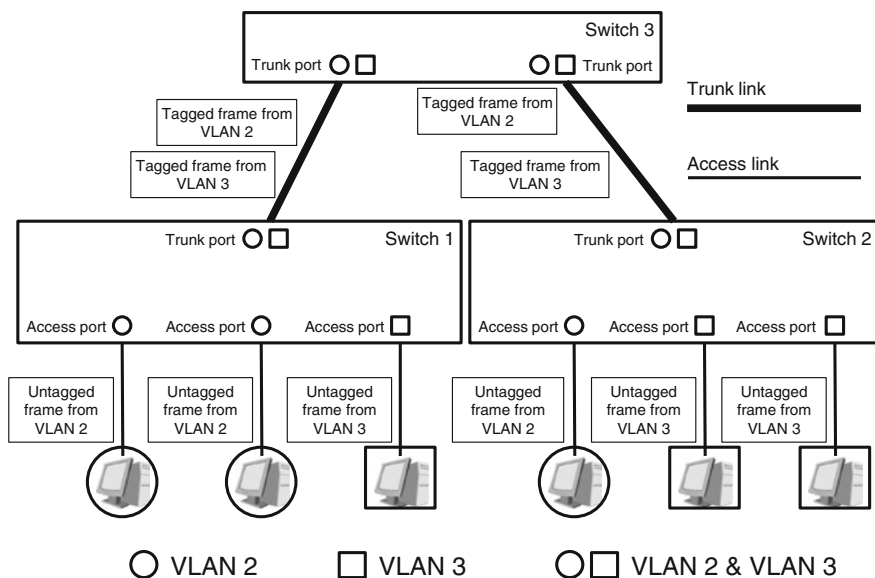 Switch 3
Trunk port
Trunk port
Tagged frame from
VLAN 2
Tagged frame from
VLAN 2
Trunk link
Tagged frame from
VLAN 3
Tagged frame from
VLAN 3
Access link
Trunk port
Switch 1
Trunk port
Switch 2
Access port
Access port
Access port
Access port
Access port
Access port
Untagged
frame from
VLAN 2
Untagged
frame from
VLAN 2
Untagged
frame from
VLAN 3
Untagged
frame from
VLAN 2
Untagged
frame from
VLAN 3
Untagged
frame from
VLAN 3
VLAN 2
VLAN 3
VLAN 2 & VLAN 3